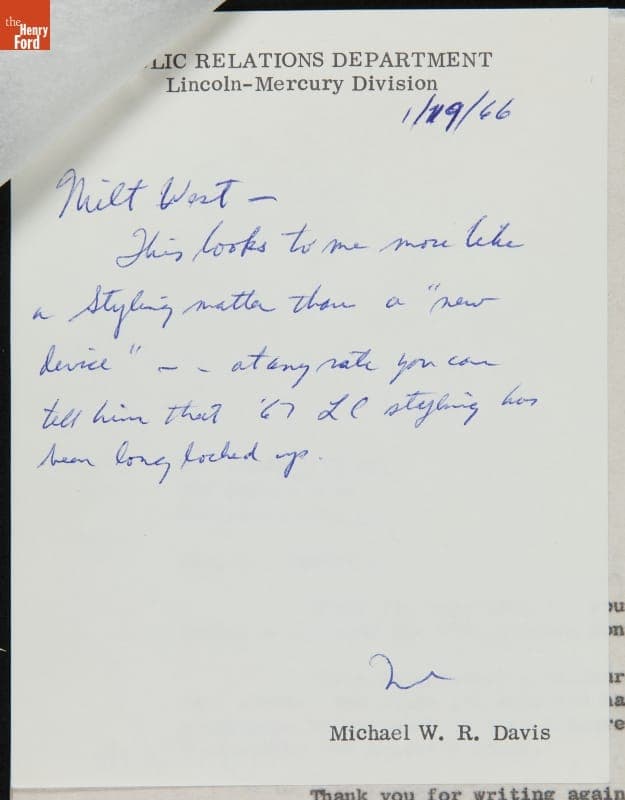 the
Henry
Ford
LIC RELATIONS DEPARTMENT
Lincoln-Mercury Division
1/19/66
Milt West —
This looks to me more like
a Styling matter than a "new
device" – – at any rate you can
tell him that '67 LC styling has
been long locked up.
Michael W. R. Davis
Thank you for writing again